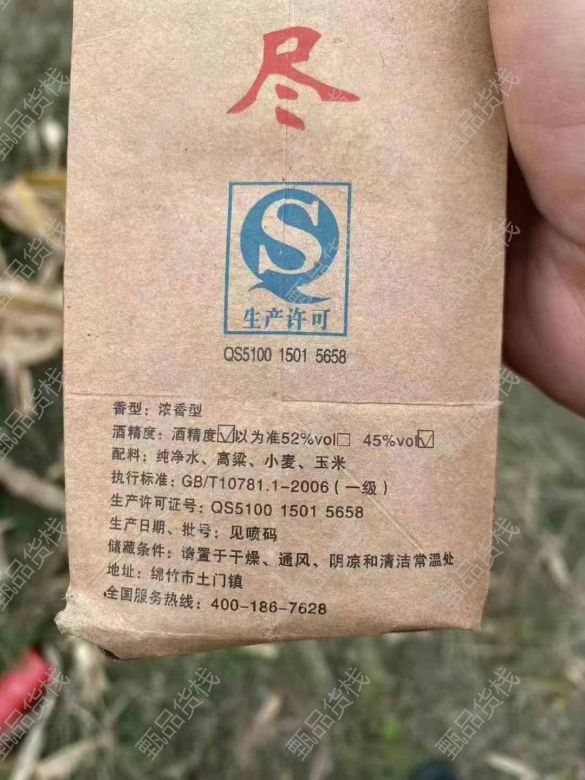 尽
生产许可
QS5100 1501 5658
香型：浓香型
酒精度：酒精度☑以为准52%vol☐ 45%vol☑
配料：纯净水、高粱、小麦、玉米
执行标准：GB/T10781.1-2006（一级）
生产许可证号：QS5100 1501 5658
生产日期、批号：见喷码
储藏条件：请置于干燥、通风、阴凉和清洁常温处
地址：绵竹市土门镇
全国服务热线：400-186-7628
甄品货栈